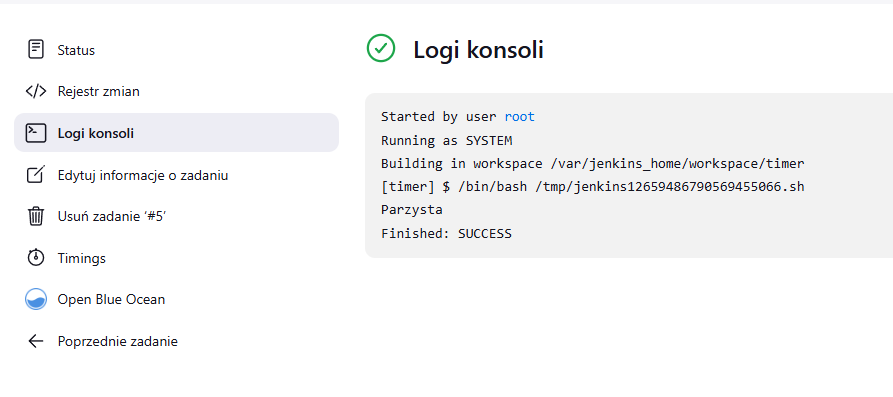 Status
Rejestr zmian
Logi konsoli
Edytuj informacje o zadaniu
Usuń zadanie ‘#5’
Timings
Open Blue Ocean
Poprzednie zadanie
Logi konsoli
Started by user root
Running as SYSTEM
Building in workspace /var/jenkins_home/workspace/timer
[timer] $ /bin/bash /tmp/jenkins12659486790569455066.sh
Parzysta
Finished: SUCCESS